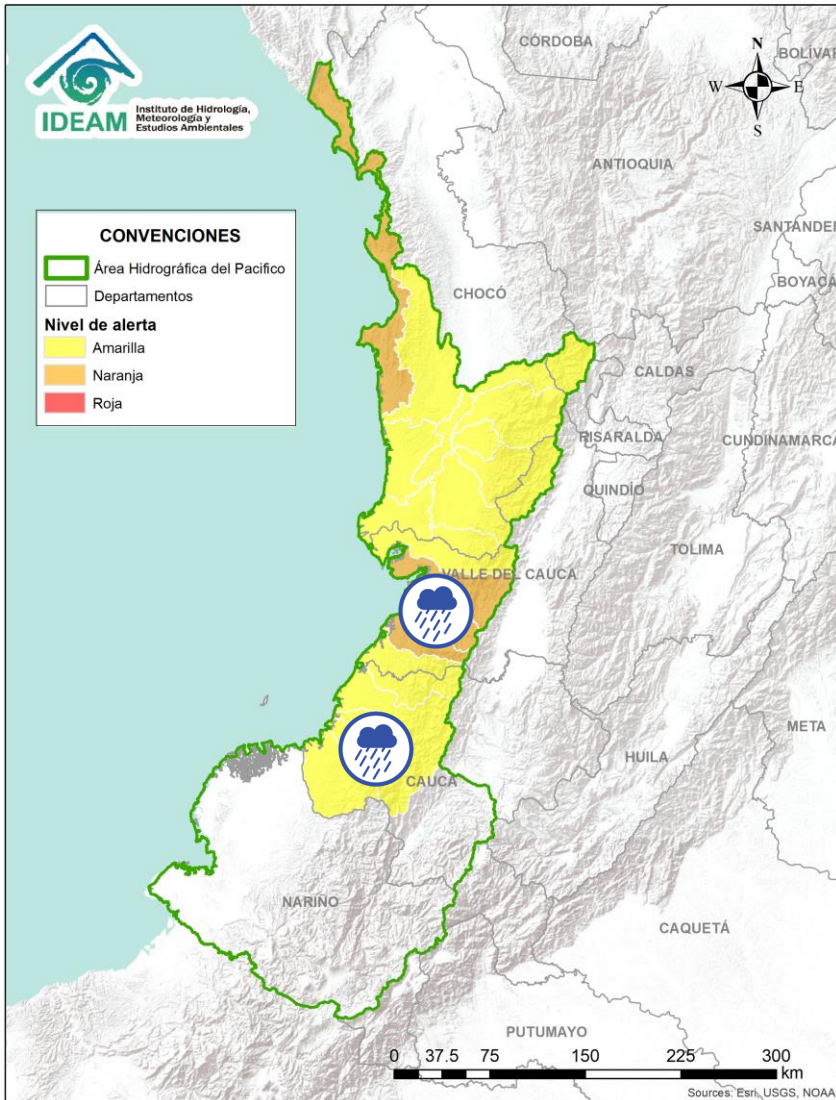 IDEAM
Instituto de Hidrología,
Meteorología y
Estudios Ambientales
N
W
E
S
CÓRDOBA
BOLÍVAR
ANTIOQUIA
SANTANDER
BOYACÁ
CHOCÓ
CALDAS
RISARALDA
CUNDINAMARCA
QUINDÍO
TOLIMA
VALLE DEL CAUCA
META
HUILA
CAUCA
NARIÑO
CAQUETÁ
PUTUMAYO
CONVENCIONES
Área Hidrográfica del Pacifico
Departamentos
Nivel de alerta
Amarilla
Naranja
Roja
0 37.5 75 150 225 300
km
Sources: Esri, USGS, NOAA